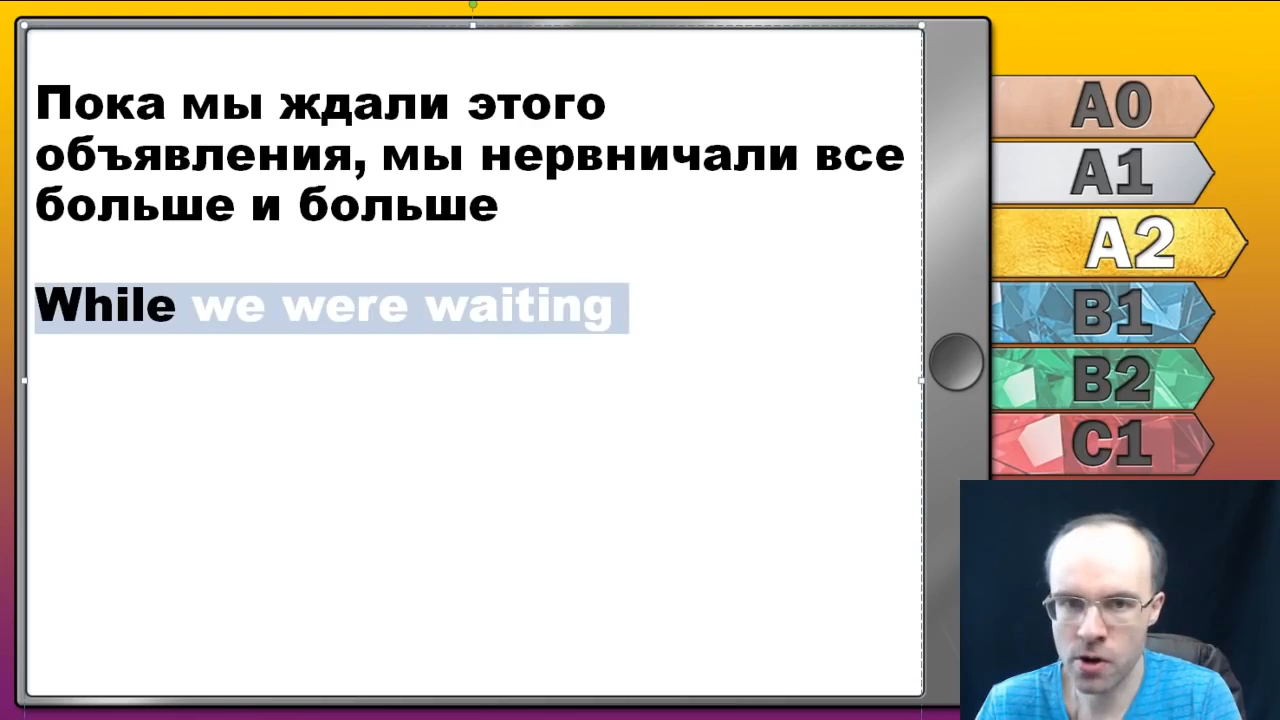 Пока мы ждали этого
объявления, мы нервничали все
больше и больше
While we were waiting
A0
A1
A2
B1
B2
C1